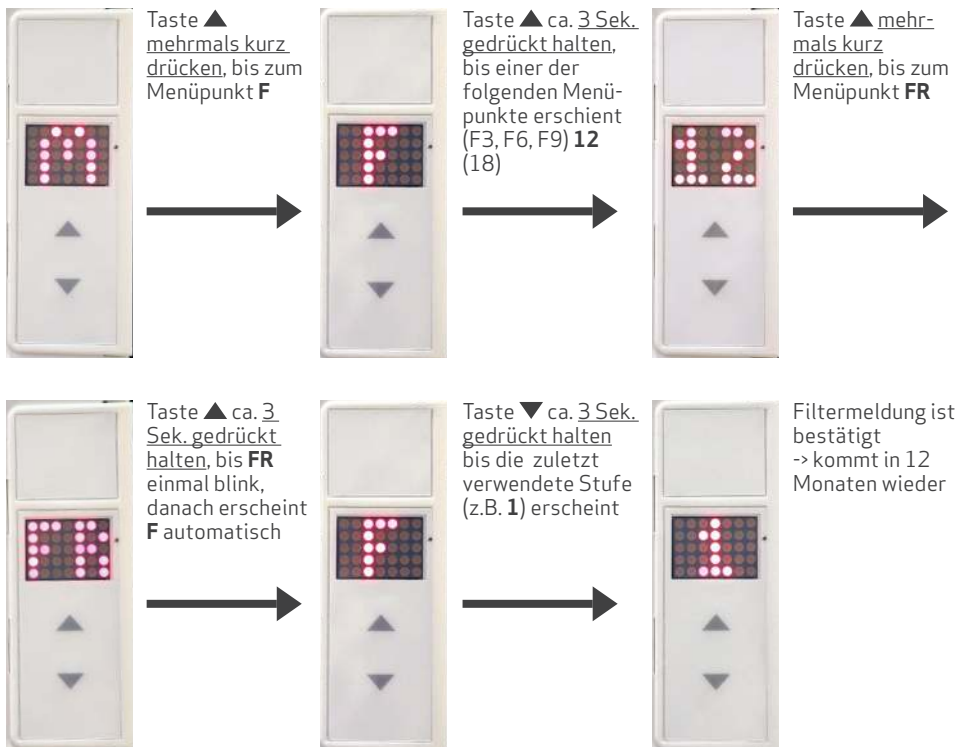 Taste ▲
mehrmals kurz
drücken, bis zum
Menüpunkt F
Taste ▲ ca. 3 Sek.
gedrückt halten,
bis einer der
folgenden Menü-
punkte erschient
(F3, F6, F9) 12
(18)
Taste ▲ mehr-
mals kurz
drücken, bis zum
Menüpunkt FR
M
F
12
Taste ▲ ca. 3
Sek. gedrückt
halten, bis FR
einmal blink,
danach erscheint
F automatisch
Taste ▼ ca. 3 Sek.
gedrückt halten
bis die zuletzt
verwendete Stufe
(z.B. 1) erscheint
Filtermeldung ist
bestätigt
-> kommt in 12
Monaten wieder
FR
F
1